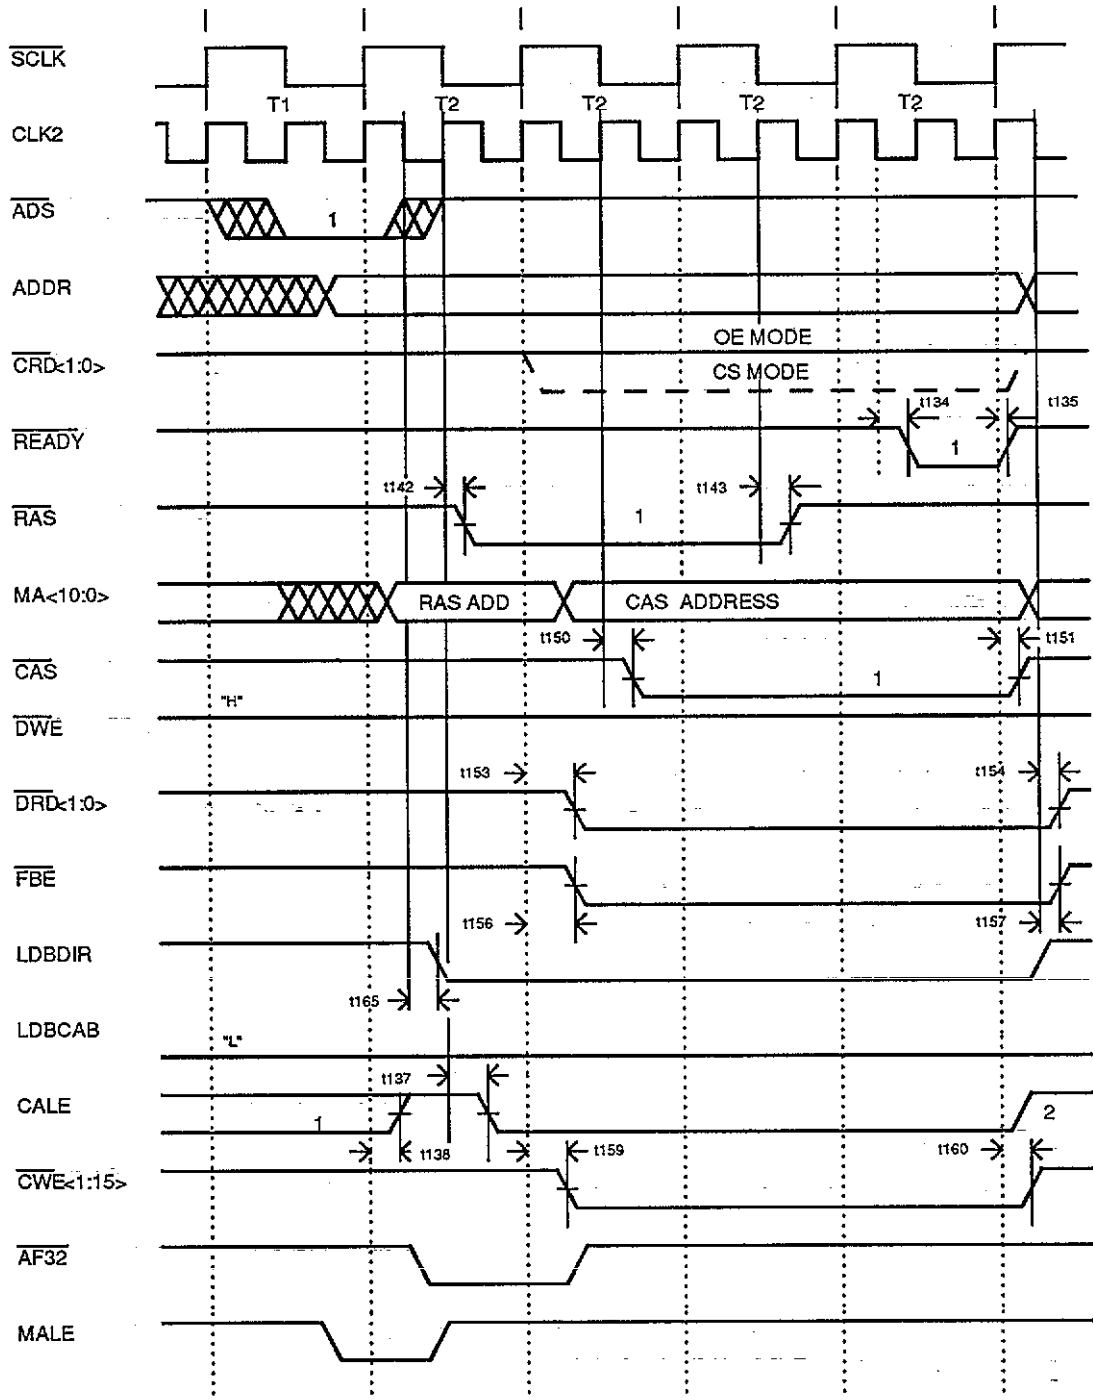 SCLK
T1 T2 T2 T2 T2
CLK2
ADS 1
ADDR
OE MODE
CRD<1:0>
CS MODE
t134 t135
READY 1
t142 t143
RAS 1
MA<10:0> RAS ADD CAS ADDRESS
t150 t151
CAS 1
"H"
DWE
t153 t154
DRD<1:0>
FBE
t156 t157
LDBDIR
t165
LDBCAB "L"
t137
CALE 1 2
t138 t159 t160
CWE<1:15>
AF32
MALE